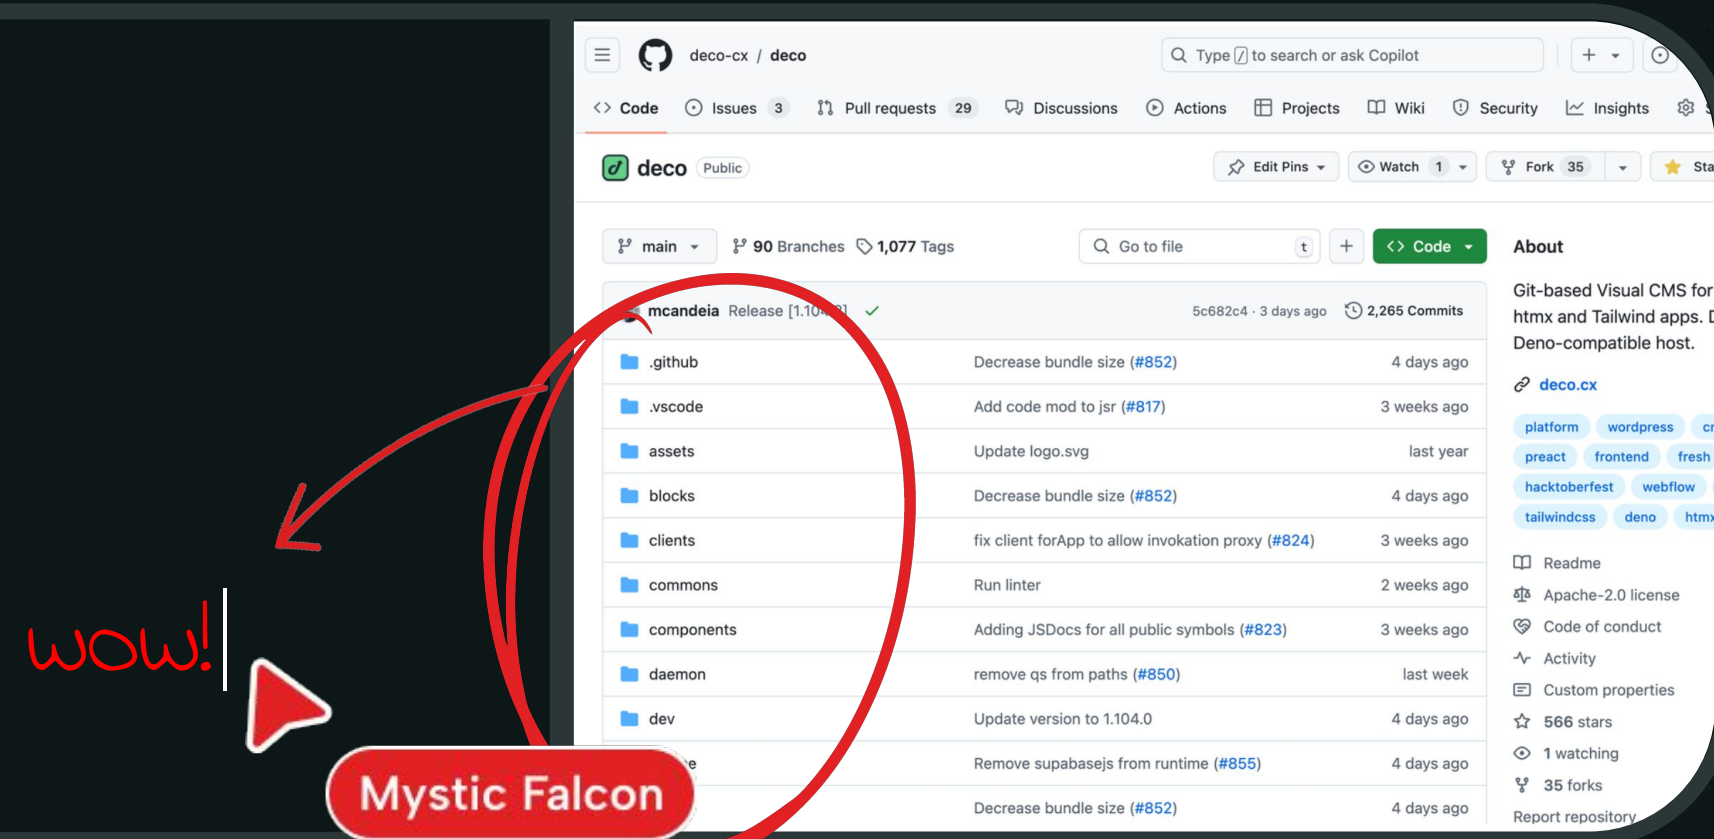 deco-cx / deco
Type / to search or ask Copilot
Code
Issues 3
Pull requests 29
Discussions
Actions
Projects
Wiki
Security
Insights
deco Public
Edit Pins
Watch 1
Fork 35
main
90 Branches
1,077 Tags
Go to file
t
Code
mcandeia Release
5c682c4 · 3 days ago
2,265 Commits
.github Decrease bundle size (#852) 4 days ago
.vscode Add code mod to jsr (#817) 3 weeks ago
assets Update logo.svg last year
blocks Decrease bundle size (#852) 4 days ago
clients fix client forApp to allow invokation proxy (#824) 3 weeks ago
commons Run linter 2 weeks ago
components Adding JSDocs for all public symbols (#823) 3 weeks ago
daemon remove qs from paths (#850) last week
dev Update version to 1.104.0 4 days ago
Remove supabasejs from runtime (#855) 4 days ago
Decrease bundle size (#852) 4 days ago
About
Git-based Visual CMS for
htmx and Tailwind apps.
Deno-compatible host.
deco.cx
platform wordpress
preact frontend fresh
hacktoberfest webflow
tailwindcss deno htmx
Readme
Apache-2.0 license
Code of conduct
Activity
Custom properties
566 stars
1 watching
35 forks
Report repository
wow!
Mystic Falcon